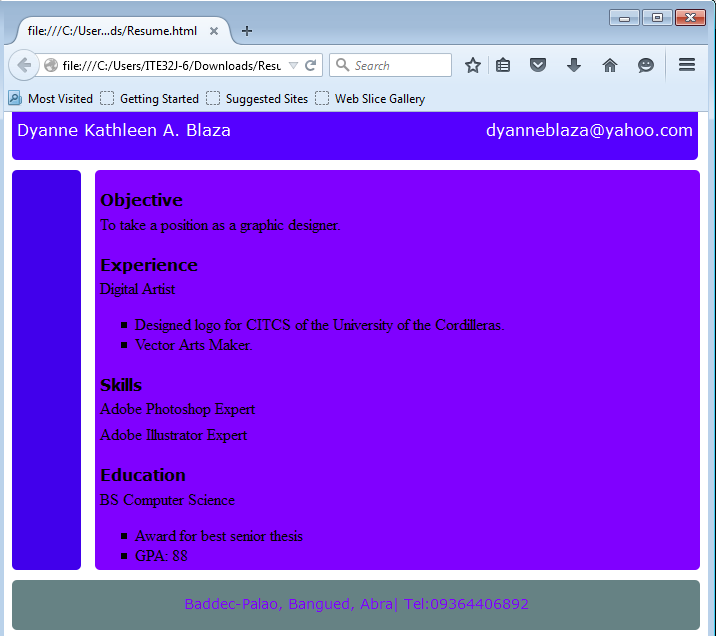 file:///C:/User...ds/Resume.html
file:///C:/Users/ITE32J-6/Downloads/Resu
Search
Most Visited
Getting Started
Suggested Sites
Web Slice Gallery
Dyanne Kathleen A. Blaza
dyanneblaza@yahoo.com
Objective
To take a position as a graphic designer.
Experience
Digital Artist
Designed logo for CITCS of the University of the Cordilleras.
Vector Arts Maker.
Skills
Adobe Photoshop Expert
Adobe Illustrator Expert
Education
BS Computer Science
Award for best senior thesis
GPA: 88
Baddec-Palao, Bangued, Abra| Tel:09364406892